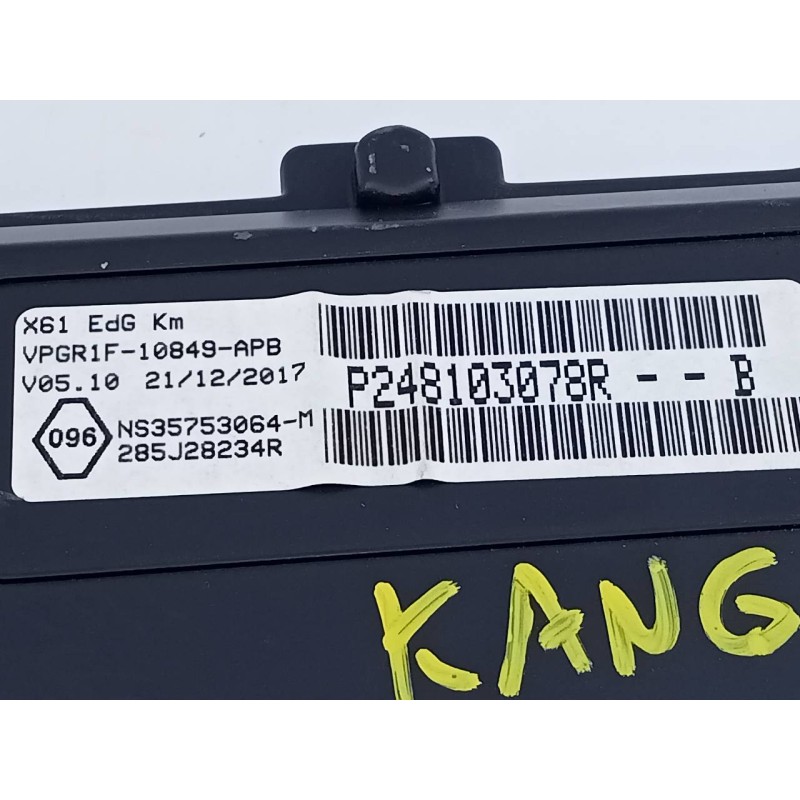 X61 EdG Km
VPGR1F-10849-APB
V05.10 21/12/2017
P248103078R - - B
096
NS35753064-M
285J28234R
KANG